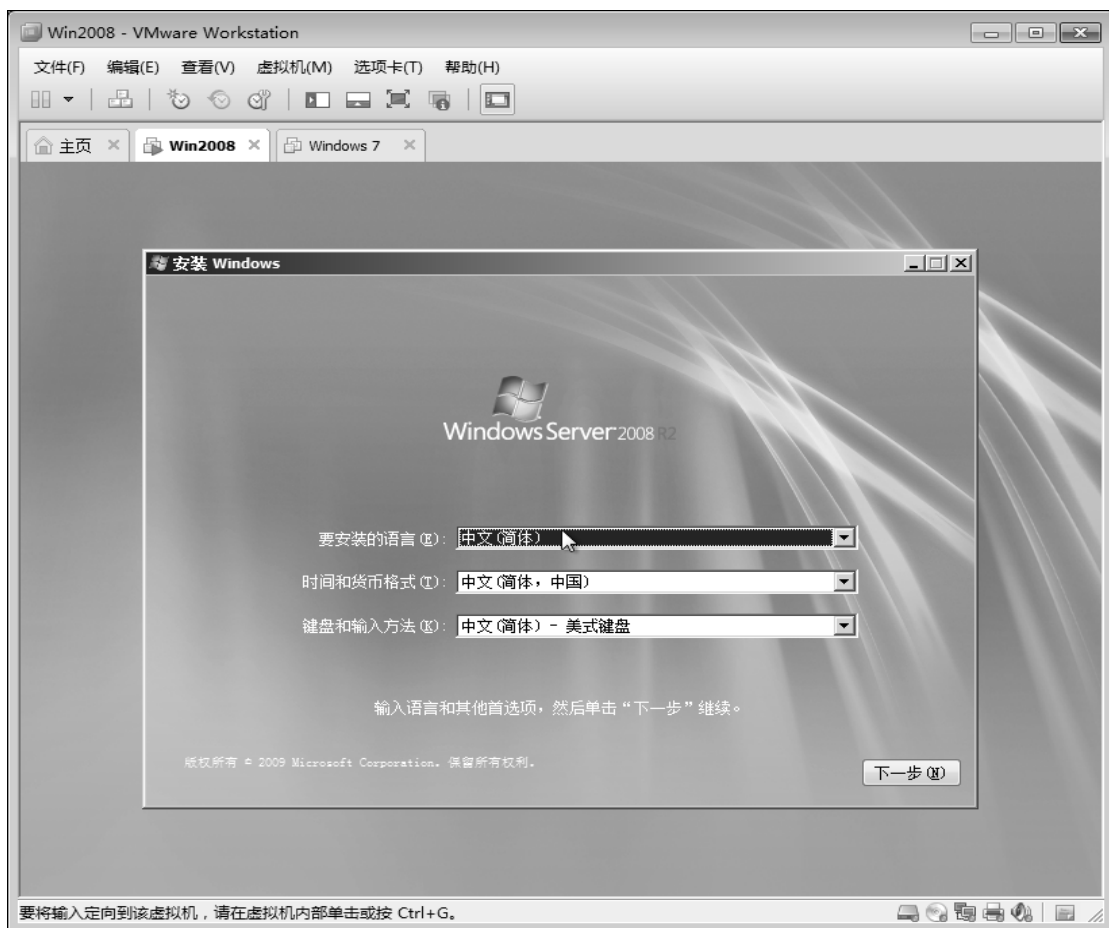 Win2008 - VMware Workstation
文件(F) 编辑(E) 查看(V) 虚拟机(M) 选项卡(T) 帮助(H)
主页 Win2008 Windows 7
安装 Windows
Windows Server 2008 R2
要安装的语言(E): 中文(简体)
时间和货币格式(T): 中文(简体，中国)
键盘和输入方法(K): 中文(简体) - 美式键盘
输入语言和其他首选项，然后单击“下一步”继续。
版权所有 © 2009 Microsoft Corporation。保留所有权利。
下一步(N)
要将输入定向到该虚拟机，请在虚拟机内部单击或按 Ctrl+G。